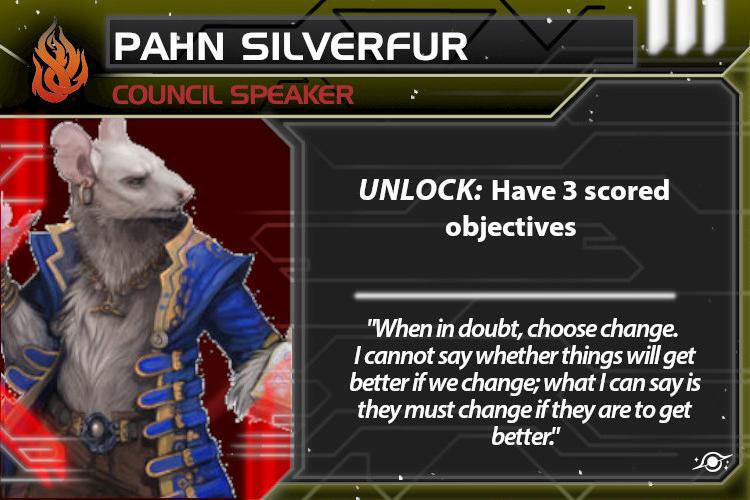 PAHN SILVERFUR
COUNCIL SPEAKER
UNLOCK: Have 3 scored
objectives
"When in doubt, choose change.
I cannot say whether things will get
better if we change; what I can say is
they must change if they are to get
better."